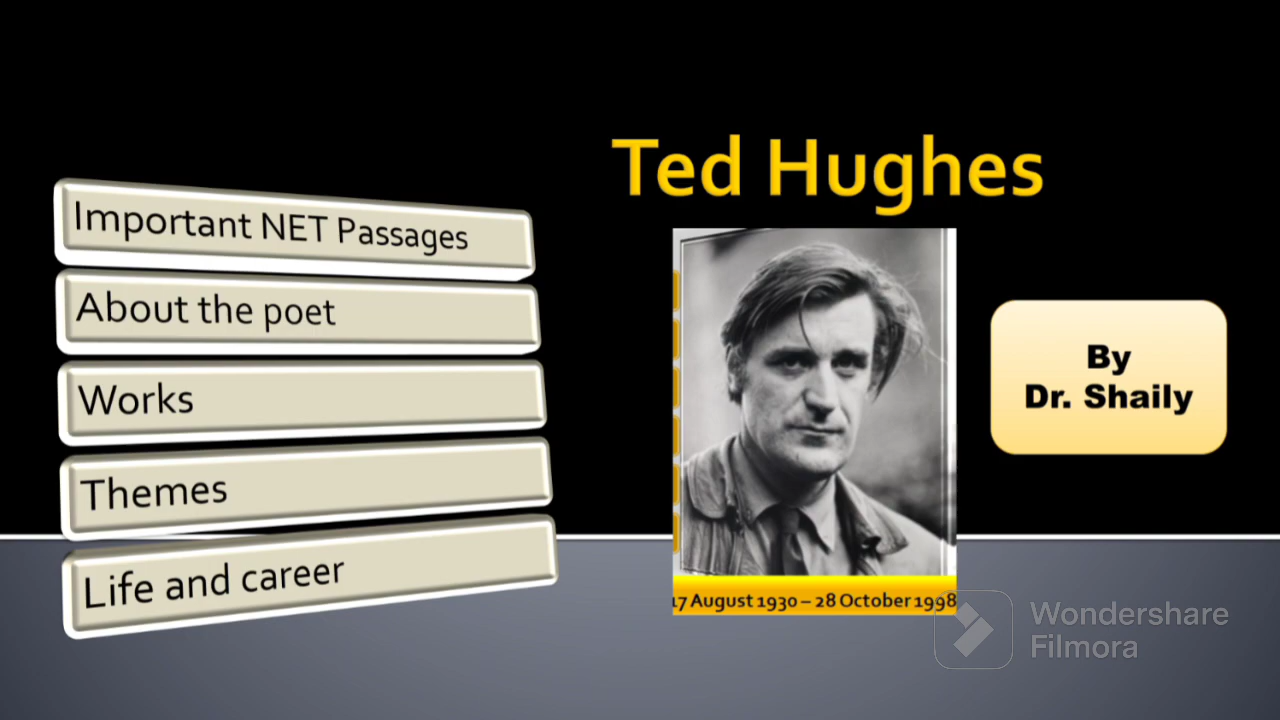 Ted Hughes
Important NET Passages
About the poet
Works
Themes
Life and career
By
Dr. Shaily
17 August 1930 – 28 October 1998
Wondershare
Filmora